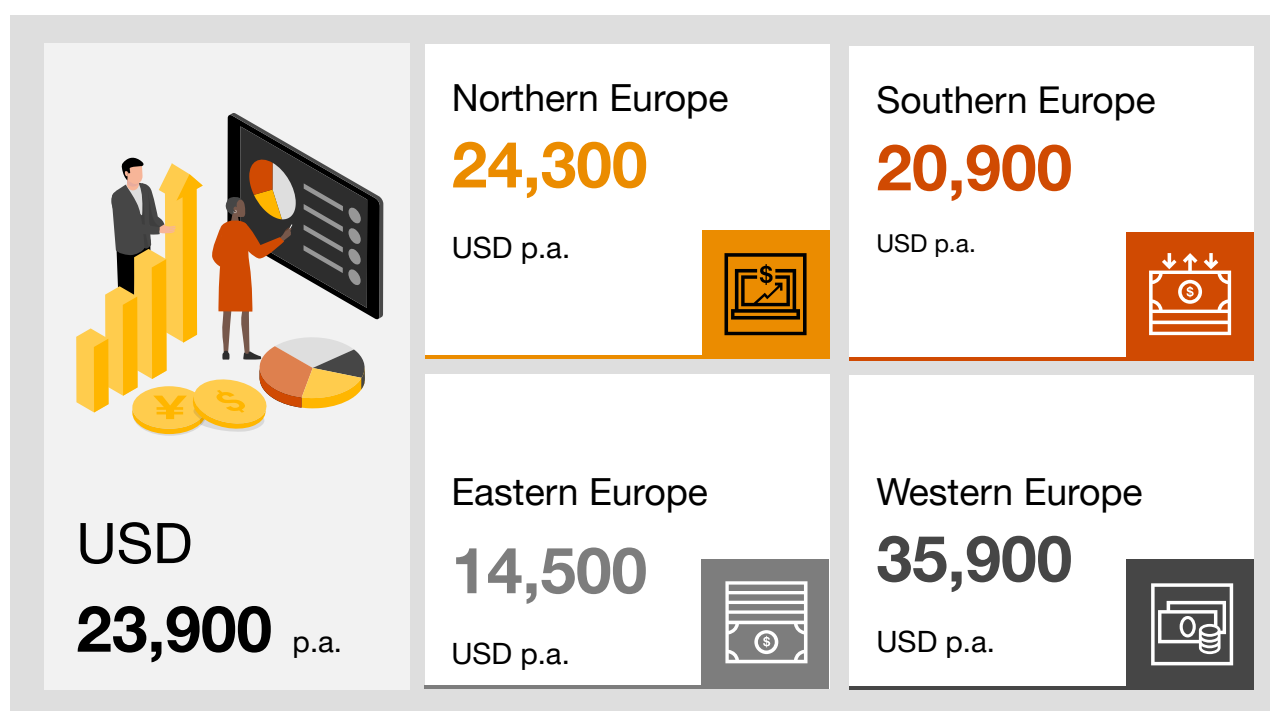 USD
23,900 p.a.
Northern Europe
24,300
USD p.a.
$
Southern Europe
20,900
USD p.a.
$
Eastern Europe
14,500
USD p.a.
$
Western Europe
35,900
USD p.a.
¥
$